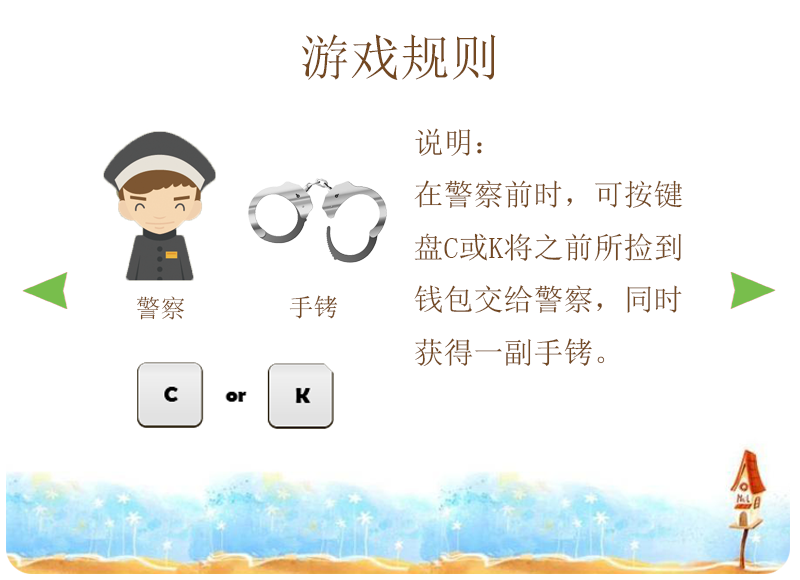 游戏规则
说明：
在警察前时，可按键
盘C或K将之前所捡到
钱包交给警察，同时
获得一副手铐。
警察
手铐
C or K